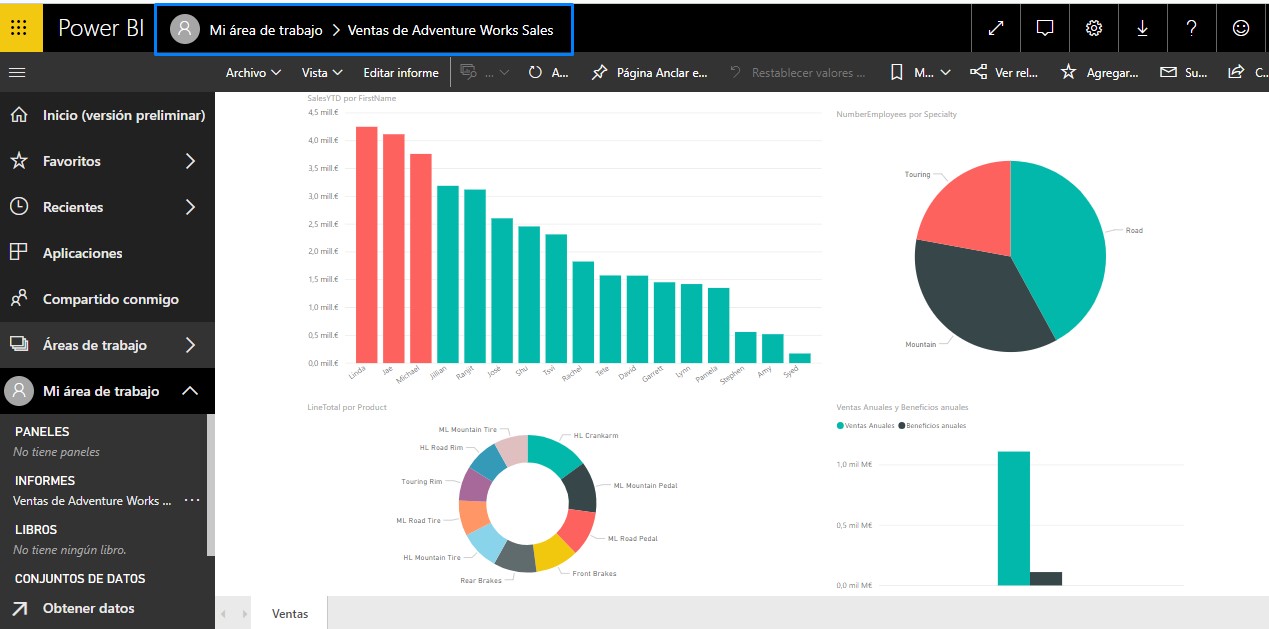 Power BI
Mi área de trabajo > Ventas de Adventure Works Sales
Archivo Vista Editar informe ... A... Página Anclar e... Restablecer valores ... M... Ver rel... Agregar... Su... C...
Inicio (versión preliminar)
Favoritos
Recientes
Aplicaciones
Compartido conmigo
Áreas de trabajo
Mi área de trabajo
PANELES
No tiene paneles
INFORMES
Ventas de Adventure Works ... ...
LIBROS
No tiene ningún libro.
CONJUNTOS DE DATOS
Obtener datos
SalesYTD por FirstName
4,5 mill.€
4,0 mill.€
3,5 mill.€
3,0 mill.€
2,5 mill.€
2,0 mill.€
1,5 mill.€
1,0 mill.€
0,5 mill.€
0,0 mill.€
Linda Jae Michael Jillian Ranjit José Shu Tsvi Rachel Tete David Garrett Lynn Pamela Stephen Amy Syed
NumberEmployees por Specialty
Touring
Road
Mountain
LineTotal por Product
ML Mountain Tire
HL Crankarm
HL Road Rim
Touring Rim
ML Mountain Pedal
ML Road Tire
ML Road Pedal
HL Mountain Tire
Front Brakes
Rear Brakes
Ventas Anuales y Beneficios anuales
Ventas Anuales Beneficios anuales
1,0 mil M€
0,5 mil M€
0,0 mil M€
Ventas